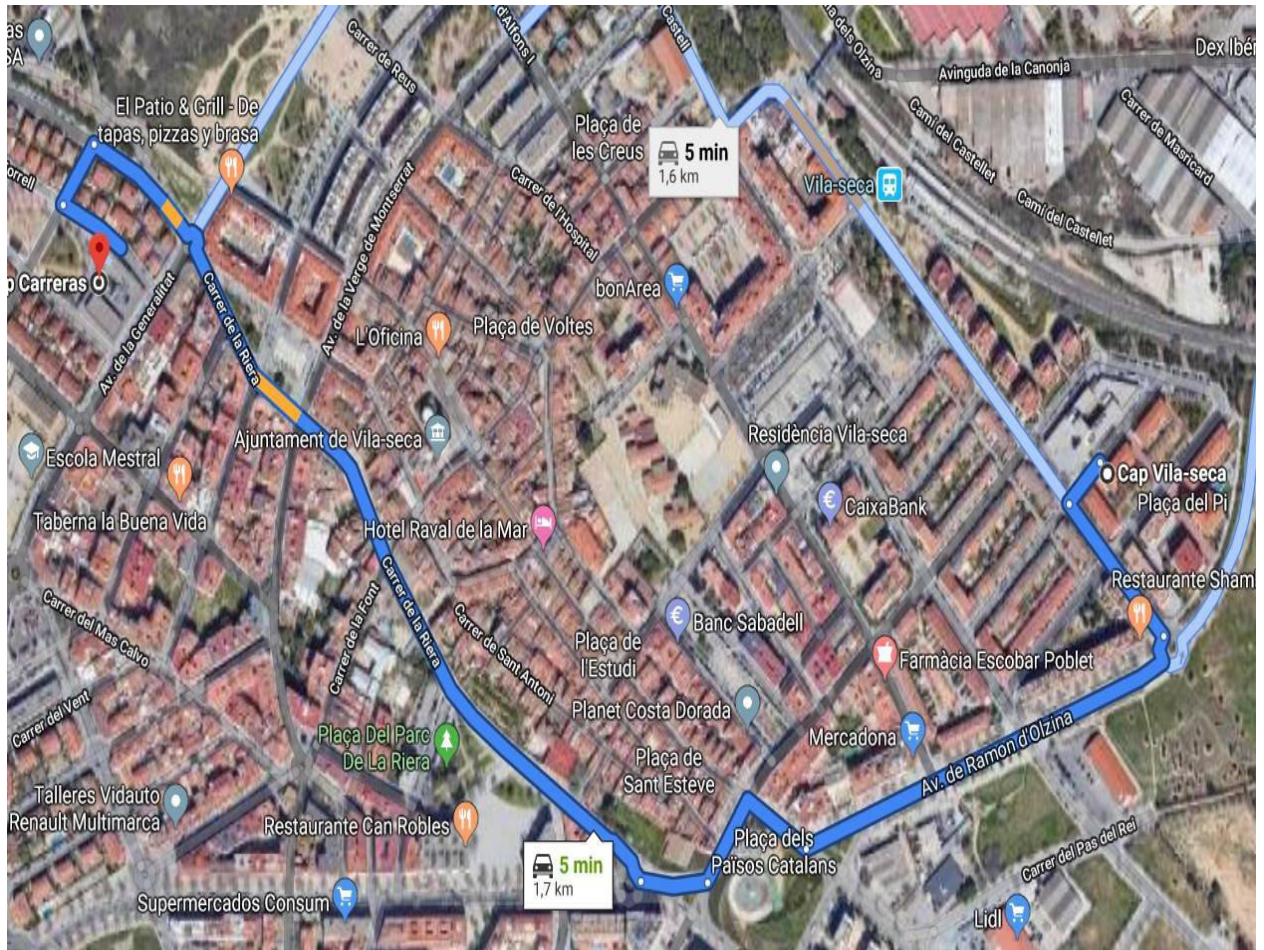 SA
El Patio & Grill - De
tapas, pizzas y brasa
Carrer de Reus
d'Alfons I
Castell
dels Olzina
Avinguda de la Canonja
Camí del Castellet
Carrer de Masricard
Plaça de
les Creus
5 min
1,6 km
Vila-seca
Camí del Castellet
Carrer de l'Hospital
Av. de la Verge de Montserrat
Carreras
Av. de la Generalitat
Carrer de la Riera
bonArea
L'Oficina
Plaça de Voltes
Ajuntament de Vila-seca
Escola Mestral
Taberna la Buena Vida
Residència Vila-seca
CaixaBank
Cap Vila-seca
Plaça del Pi
Hotel Raval de la Mar
Carrer de la Riera
Carrer de la Font
Carrer de Sant Antoni
Carrer del Mas Calvo
Carrer del Vent
Restaurante
Banc Sabadell
Plaça de
l'Estudi
Farmàcia Escobar Poblet
Planet Costa Dorada
Mercadona
Av. de Ramon d'Olzina
Plaça Del Parc
De La Riera
Plaça de
Sant Esteve
Talleres Vidauto
Renault Multimarca
Restaurante Can Robles
Plaça dels
Països Catalans
5 min
1,7 km
Carrer del Pas del Rei
Supermercados Consum
Lidl